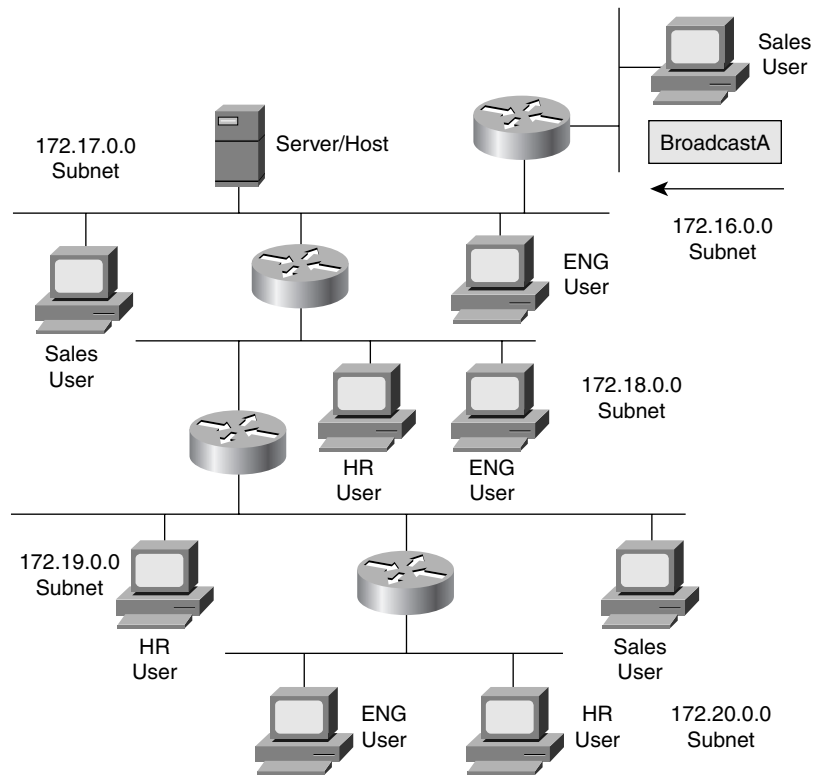 Sales
User
BroadcastA
172.16.0.0
Subnet
172.17.0.0
Subnet
Server/Host
ENG
User
Sales
User
172.18.0.0
Subnet
HR
User
ENG
User
172.19.0.0
Subnet
HR
User
Sales
User
ENG
User
HR
User
172.20.0.0
Subnet